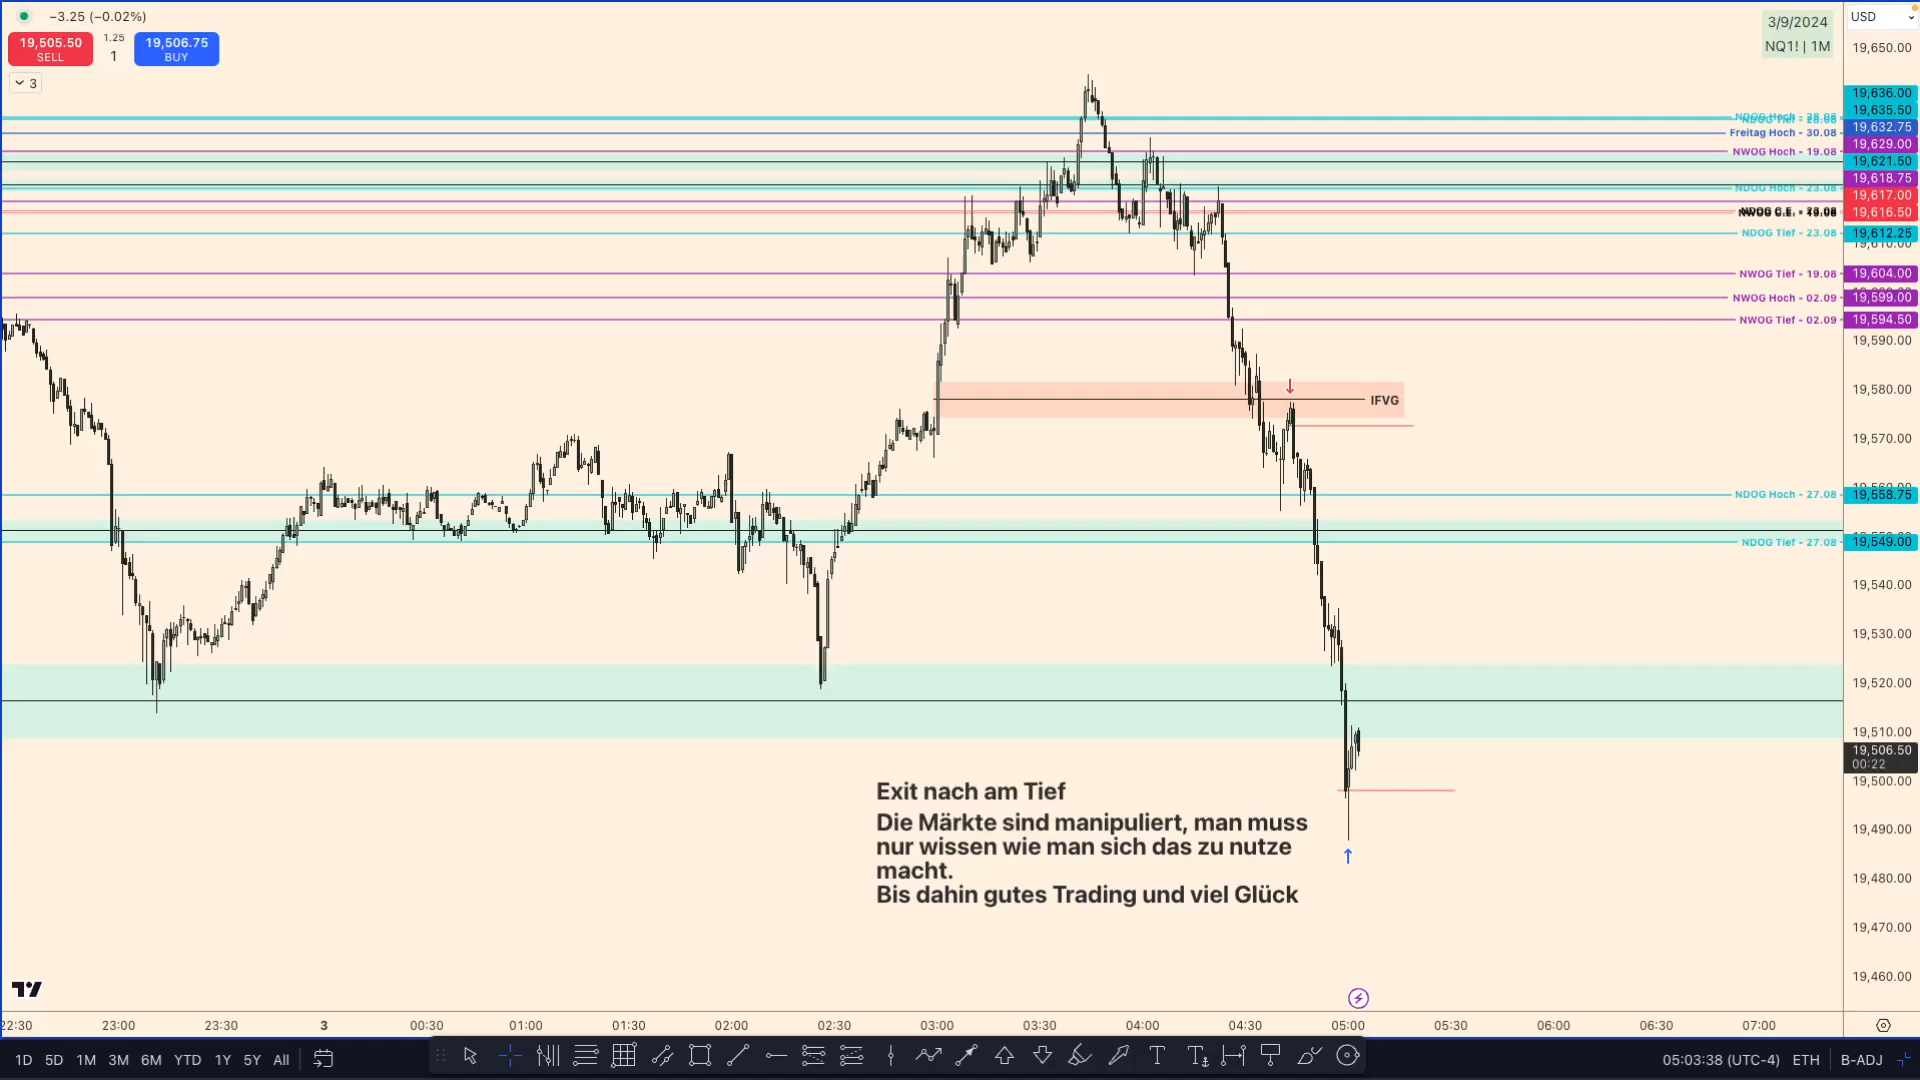 −3.25 (−0.02%)
19,505.50
SELL
1.25
1
19,506.75
BUY
3
3/9/2024
NQ1! | 1M
USD
19,650.00
19,636.00
19,635.50
Freitag Hoch - 30.08
19,632.75
NWOG Hoch - 19.08
19,629.00
19,621.50
19,618.75
NDOG Hoch - 23.08
19,617.00
19,616.50
NDOG Tief - 23.08
19,612.25
19,610.00
NWOG Tief - 19.08
19,604.00
NWOG Hoch - 02.09
19,599.00
NWOG Tief - 02.09
19,594.50
19,590.00
19,580.00
IFVG
19,570.00
NDOG Hoch - 27.08
19,558.75
NDOG Tief - 27.08
19,549.00
19,540.00
19,530.00
19,520.00
19,510.00
19,506.50
00:22
19,500.00
19,490.00
19,480.00
19,470.00
19,460.00
Exit nach am Tief
Die Märkte sind manipuliert, man muss
nur wissen wie man sich das zu nutze
macht.
Bis dahin gutes Trading und viel Glück
22:30 23:00 23:30 3 00:30 01:00 01:30 02:00 02:30 03:00 03:30 04:00 04:30 05:00 05:30 06:00 06:30 07:00
1D 5D 1M 3M 6M YTD 1Y 5Y All
05:03:38 (UTC-4) ETH B-ADJ